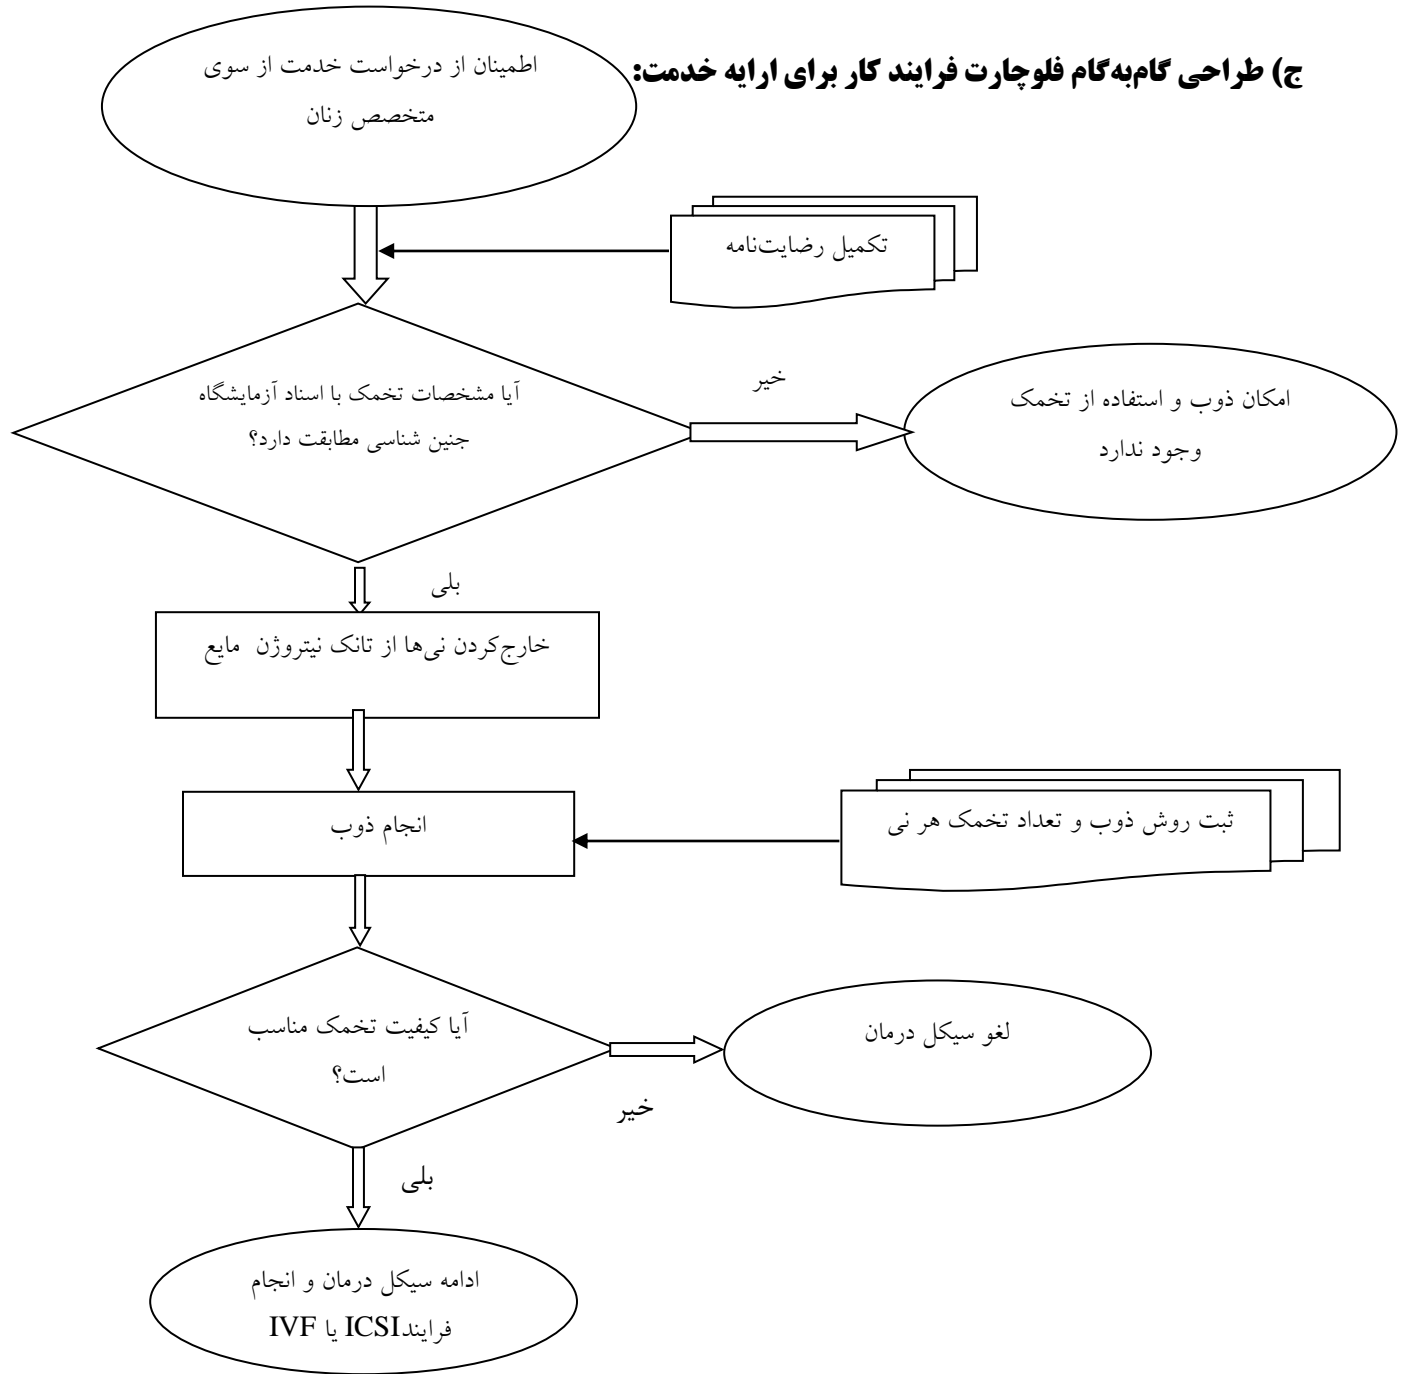 ج) طراحی گام‌به‌گام فلوچارت فرایند کار برای ارایه خدمت:
اطمینان از درخواست خدمت از سوی
متخصص زنان
تکمیل رضایت‌نامه
آیا مشخصات تخمک با اسناد آزمایشگاه
جنین شناسی مطابقت دارد؟
خیر
امکان ذوب و استفاده از تخمک
وجود ندارد
بلی
خارج‌کردن نی‌ها از تانک نیتروژن مایع
انجام ذوب
ثبت روش ذوب و تعداد تخمک هر نی
آیا کیفیت تخمک مناسب
است؟
خیر
لغو سیکل درمان
بلی
ادامه سیکل درمان و انجام
فرایندICSI یا IVF